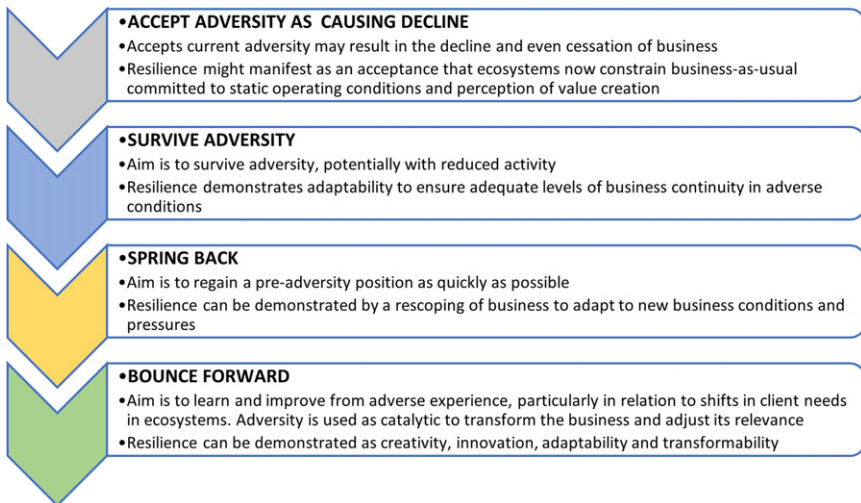 •ACCEPT ADVERSITY AS  CAUSING DECLINE
•Accepts current adversity may result in the decline and even cessation of business
•Resilience might manifest as an acceptance that ecosystems now constrain business-as-usual
committed to static operating conditions and perception of value creation
•SURVIVE ADVERSITY
•Aim is to survive adversity, potentially with reduced activity
•Resilience demonstrates adaptability to ensure adequate levels of business continuity in adverse
conditions
•SPRING BACK
•Aim is to regain a pre-adversity position as quickly as possible
•Resilience can be demonstrated by a rescoping of business to adapt to new business conditions and
pressures
•BOUNCE FORWARD
•Aim is to learn and improve from adverse experience, particularly in relation to shifts in client needs
in ecosystems. Adversity is used as catalytic to transform the business and adjust its relevance
•Resilience can be demonstrated as creativity, innovation, adaptability and transformability